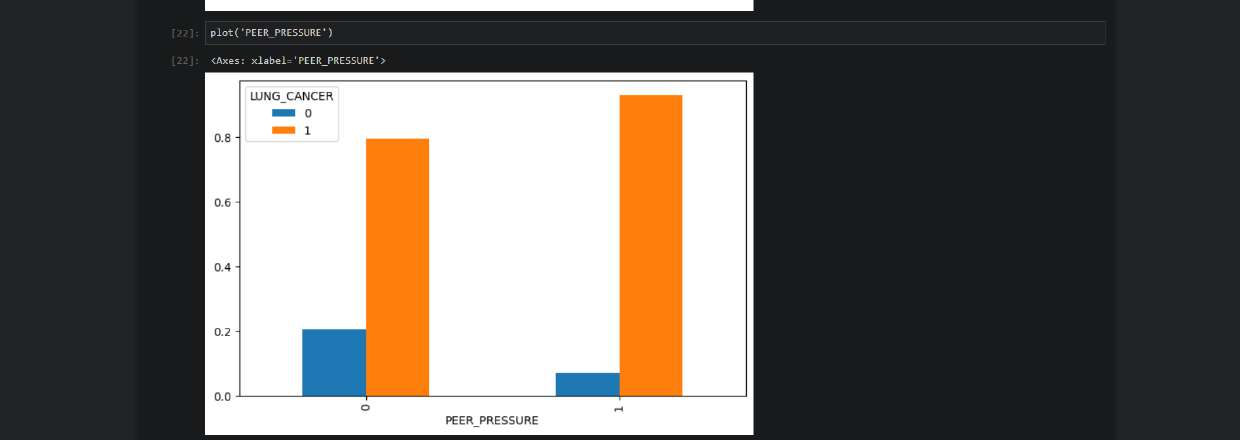 [22]: plot('PEER_PRESSURE')
[22]: <Axes: xlabel='PEER_PRESSURE'>
LUNG_CANCER
0
1
0.8
0.6
0.4
0.2
0.0
0
1
PEER_PRESSURE